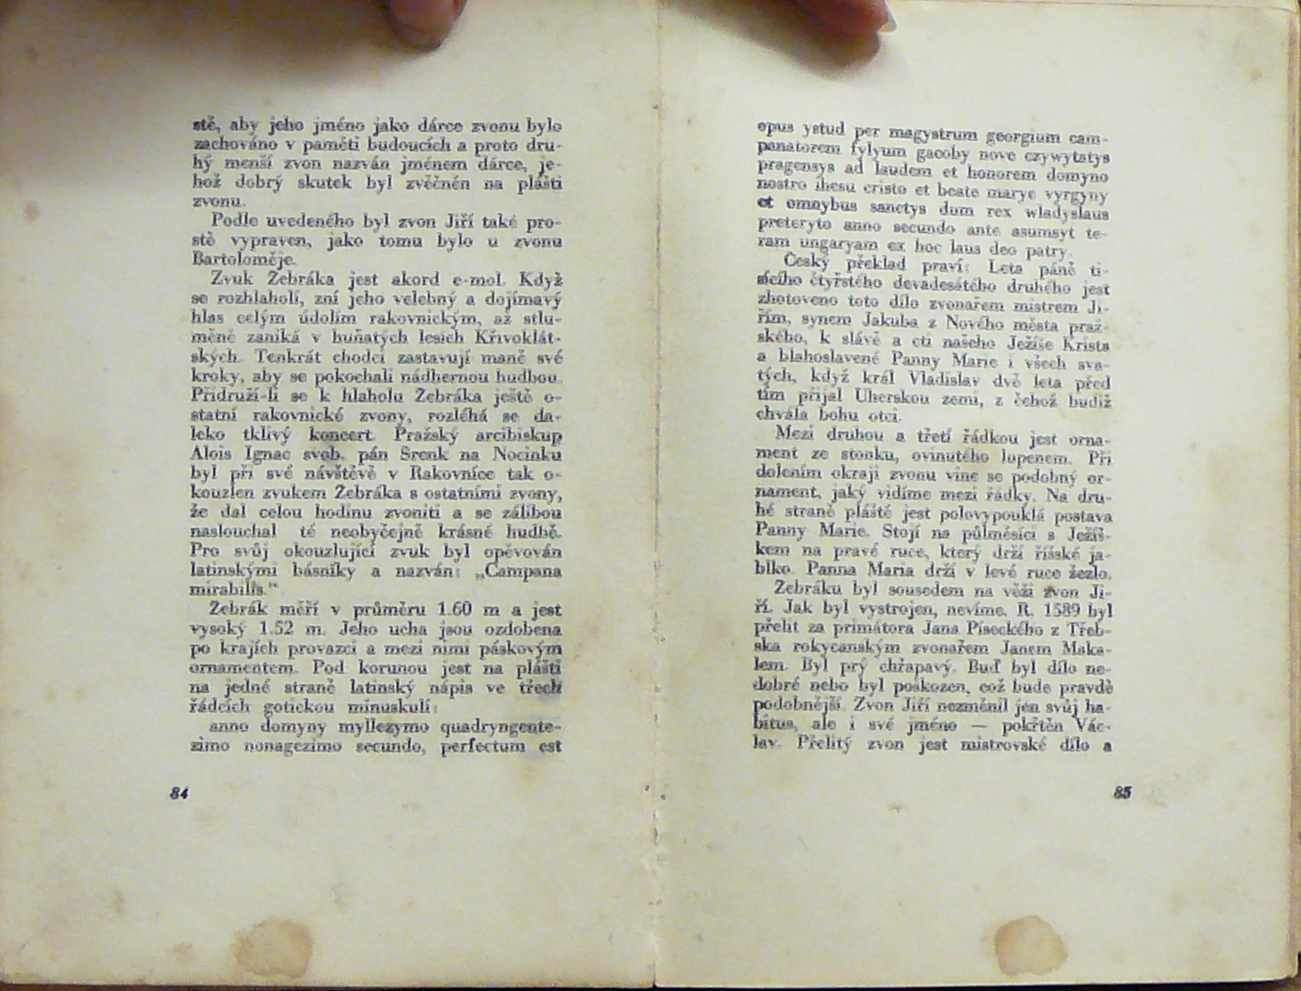 stě, aby jeho jméno jako dárce zvonu bylo
zachováno v paměti budoucích a proto dru-
hý menší zvon nazván jménem dárce, je-
hož dobrý skutek byl zvěčněn na plášti
zvonu.
Podle uvedeného byl zvon Jiří také pro-
stě vypraven, jako tomu bylo u zvonu
Bartoloměje.
Zvuk Žebráka jest akord e-mol. Když
se rozhlaholí, zní jeho velebný a dojímavý
hlas celým údolím rakovnickým, až stlu-
měně zaniká v huňatých lesích Křivoklát-
ských. Tenkrát chodci zastavují maně své
kroky, aby se pokochali nádhernou hudbou.
Přidruží-li se k hlaholu Žebráka ještě o-
statní rakovnické zvony, rozléhá se da-
leko tklivý koncert. Pražský arcibiskup
Alois Ignac svob. pán Šrenk na Nocinku
byl při své návštěvě v Rakovníce tak o-
kouzlen zvukem Žebráka s ostatními zvony,
že dal celou hodinu zvoniti a se zálibou
naslouchal té neobyčejně krásné hudbě.
Pro svůj okouzlující zvuk byl opěvován
latinskými básníky a nazván: „Campana
mirabilis."
Žebrák měří v průměru 1.60 m a jest
vysoký 1.52 m. Jeho ucha jsou ozdobena
po krajích provazci a mezi nimi páskovým
ornamentem. Pod korunou jest na plášti
na jedné straně latinský nápis ve třech
řádcích gotickou minuskulí:
anno domyny myllezymo quadryngente-
zimo nonagezimo secundo, perfectum est
84
opus ystud per magystrum georgium cam-
panatorem fylyum gacoby nove czywytatys
pragensys ad laudem et honorem domyno
nostro ihesu cristo et beate marye vyrgyny
et omnybus sanctys dum rex wladyslaus
preteryto anno secundo ante asumsyt te-
ram ungaryam ex hoc laus deo patry.
Český překlad praví: Leta páně ti-
sícího čtyřstého devadesátého druhého jest
zhotoveno toto dílo zvonařem mistrem Ji-
řím, synem Jakuba z Nového města praž-
ského, k slávě a cti našeho Ježíše Krista
a blahoslavené Panny Marie i všech sva-
tých, když král Vladislav dvě leta před
tím přijal Uherskou zemi, z čehož budiž
chvála bohu otci.
Mezi druhou a třetí řádkou jest orna-
ment ze stonku, ovinutého lupenem. Při
dolením okraji zvonu vine se podobný or-
nament, jaký vidíme mezi řádky. Na dru-
hé straně pláště jest polovypouklá postava
Panny Marie. Stojí na půlměsíci s Ježíš-
kem na pravé ruce, který drží říšské ja-
blko. Panna Maria drží v levé ruce žezlo.
Žebráku byl sousedem na věži zvon Ji-
ří. Jak byl vystrojen, nevíme. R. 1589 byl
přelit za primátora Jana Píseckého z Třeb-
ska rokycanským zvonařem Janem Maka-
lem. Byl prý chřapavý. Buď byl dílo ne-
dobré nebo byl poškozen, což bude pravdě
podobnější. Zvon Jiří nezměnil jen svůj ha-
bitus, ale i své jméno — pokřtěn Vác-
lav. Přelitý zvon jest mistrovské dílo a
85